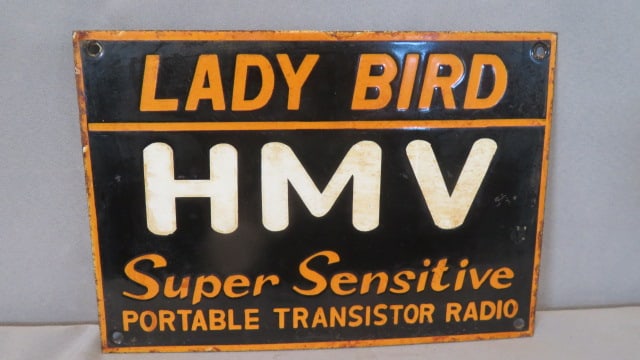 LADY BIRD
HMV
Super Sensitive
PORTABLE TRANSISTOR RADIO